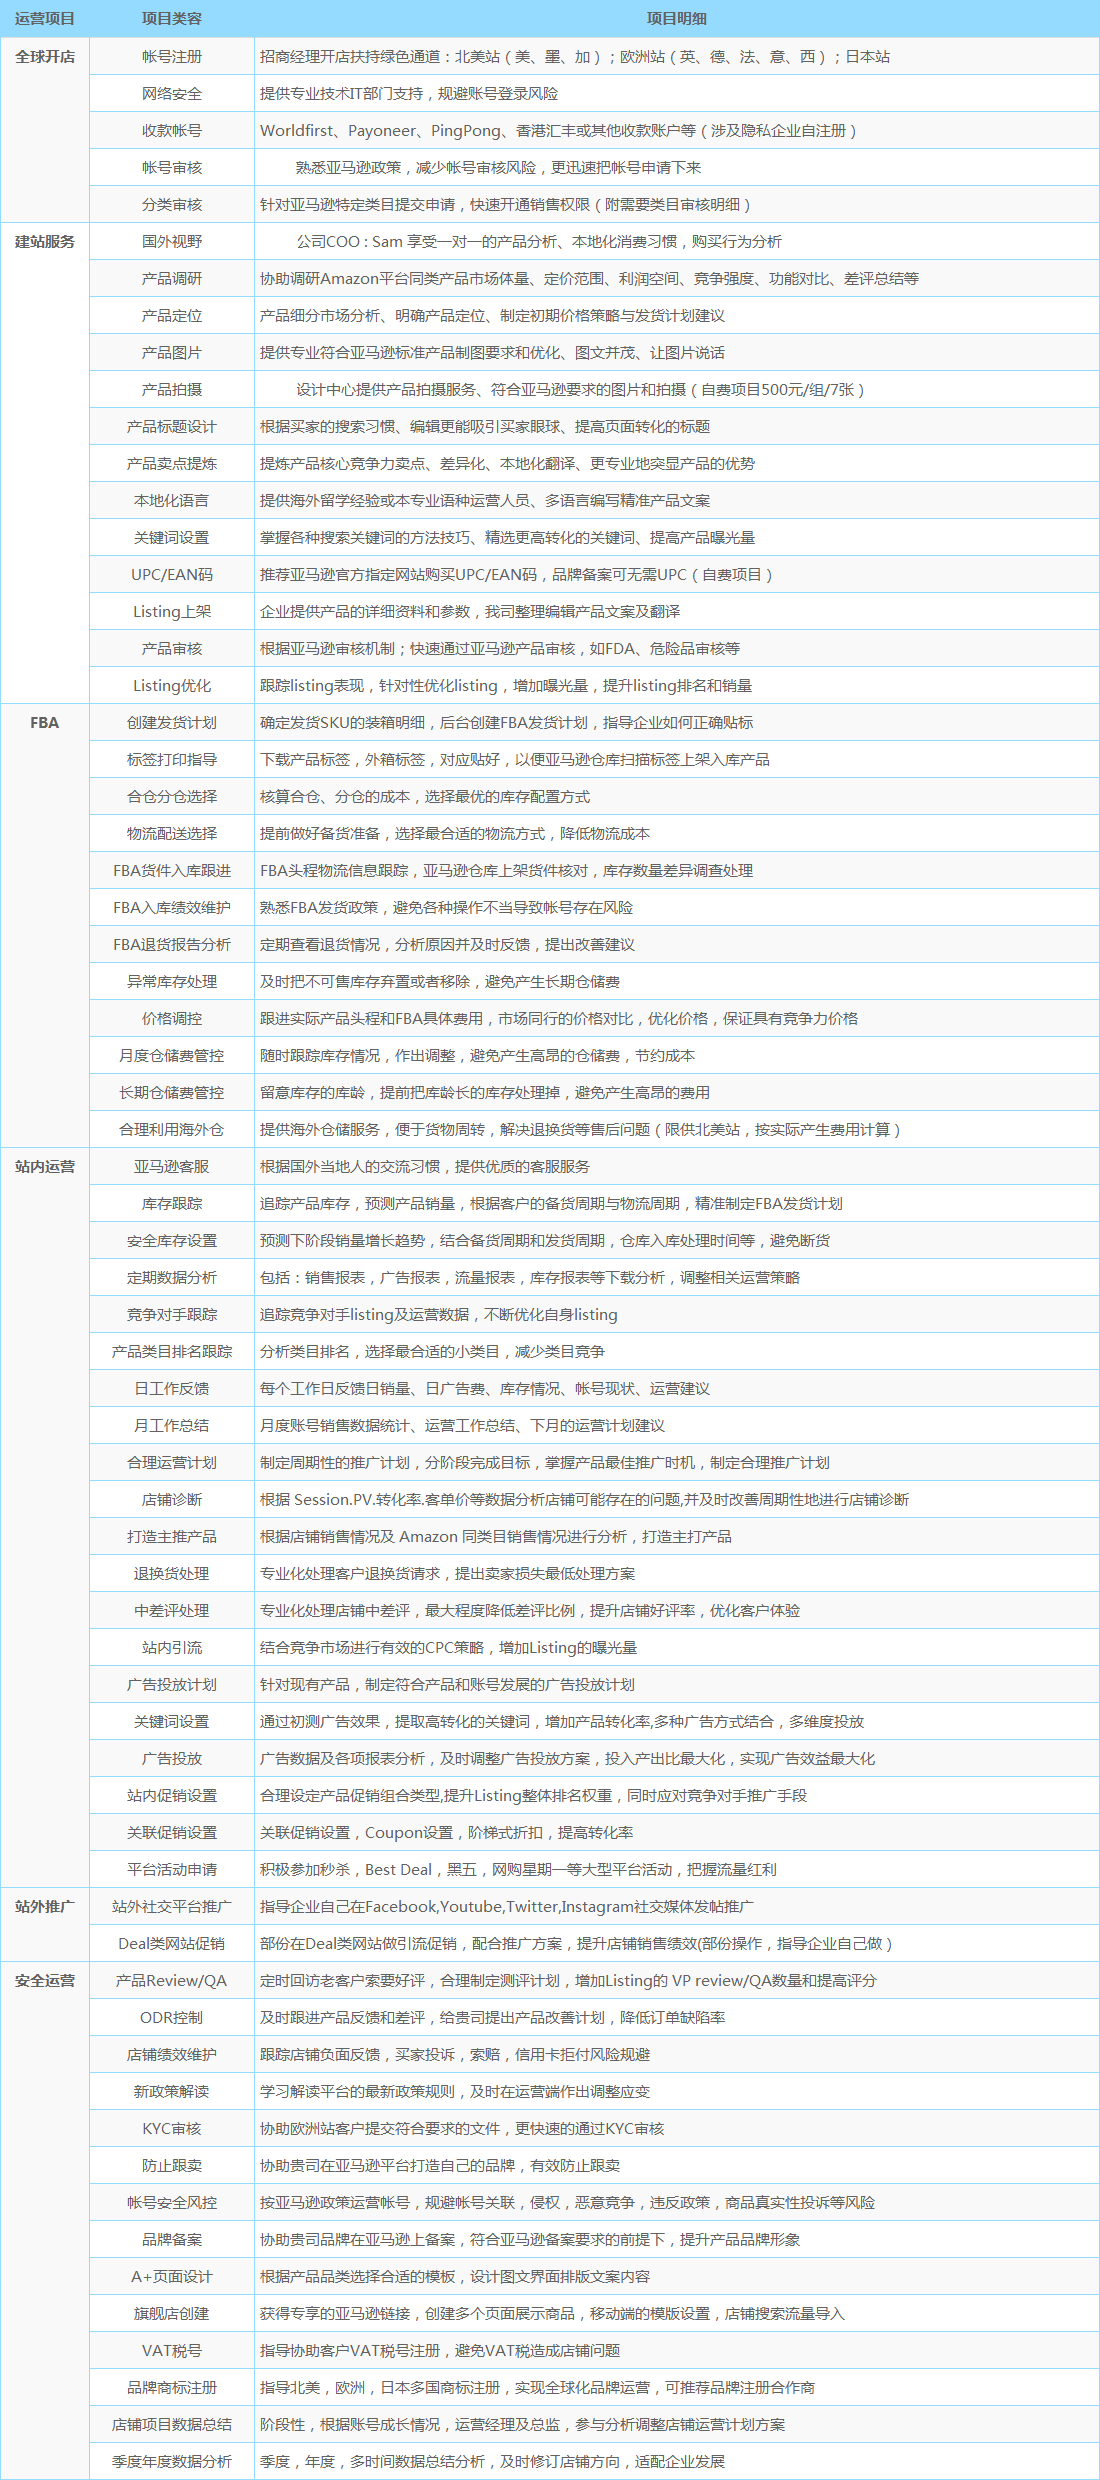 运营项目 项目类容 项目明细
全球开店 帐号注册 招商经理开店扶持绿色通道：北美站（美、墨、加）；欧洲站（英、德、法、意、西）；日本站
网络安全 提供专业技术IT部门支持，规避账号登录风险
收款帐号 Worldfirst、Payoneer、PingPong、香港汇丰或其他收款账户等（涉及隐私企业自注册）
帐号审核 熟悉亚马逊政策，减少帐号审核风险，更迅速把帐号申请下来
分类审核 针对亚马逊特定类目提交申请，快速开通销售权限（附需要类目审核明细）
建站服务 国外视野 公司COO : Sam 享受一对一的产品分析、本地化消费习惯，购买行为分析
产品调研 协助调研Amazon平台同类产品市场体量、定价范围、利润空间、竞争强度、功能对比、差评总结等
产品定位 产品细分市场分析、明确产品定位、制定初期价格策略与发货计划建议
产品图片 提供专业符合亚马逊标准产品制图要求和优化、图文并茂、让图片说话
产品拍摄 设计中心提供产品拍摄服务、符合亚马逊要求的图片和拍摄（自费项目500元/组/7张）
产品标题设计 根据买家的搜索习惯、编辑更能吸引买家眼球、提高页面转化的标题
产品卖点提炼 提炼产品核心竞争力卖点、差异化、本地化翻译、更专业地突显产品的优势
本地化语言 提供海外留学经验或本专业语种运营人员、多语言编写精准产品文案
关键词设置 掌握各种搜索关键词的方法技巧、精选更高转化的关键词、提高产品曝光量
UPC/EAN码 推荐亚马逊官方指定网站购买UPC/EAN码，品牌备案可无需UPC（自费项目）
Listing上架 企业提供产品的详细资料和参数，我司整理编辑产品文案及翻译
产品审核 根据亚马逊审核机制；快速通过亚马逊产品审核，如FDA、危险品审核等
Listing优化 跟踪listing表现，针对性优化listing，增加曝光量，提升listing排名和销量
FBA 创建发货计划 确定发货SKU的装箱明细，后台创建FBA发货计划，指导企业如何正确贴标
标签打印指导 下载产品标签，外箱标签，对应贴好，以便亚马逊仓库扫描标签上架入库产品
合仓分仓选择 核算合仓、分仓的成本，选择最优的库存配置方式
物流配送选择 提前做好备货准备，选择最合适的物流方式，降低物流成本
FBA货件入库跟进 FBA头程物流信息跟踪，亚马逊仓库上架货件核对，库存数量差异调查处理
FBA入库绩效维护 熟悉FBA发货政策，避免各种操作不当导致帐号存在风险
FBA退货报告分析 定期查看退货情况，分析原因并及时反馈，提出改善建议
异常库存处理 及时把不可售库存弃置或者移除，避免产生长期仓储费
价格调控 跟进实际产品头程和FBA具体费用，市场同行的价格对比，优化价格，保证具有竞争力价格
月度仓储费管控 随时跟踪库存情况，作出调整，避免产生高昂的仓储费，节约成本
长期仓储费管控 留意库存的库龄，提前把库龄长的库存处理掉，避免产生高昂的费用
合理利用海外仓 提供海外仓储服务，便于货物周转，解决退换货等售后问题（限供北美站，按实际产生费用计算）
站内运营 亚马逊客服 根据国外当地人的交流习惯，提供优质的客服服务
库存跟踪 追踪产品库存，预测产品销量，根据客户的备货周期与物流周期，精准制定FBA发货计划
安全库存设置 预测下阶段销量增长趋势，结合备货周期和发货周期，仓库入库处理时间等，避免断货
定期数据分析 包括：销售报表，广告报表，流量报表，库存报表等下载分析，调整相关运营策略
竞争对手跟踪 追踪竞争对手listing及运营数据，不断优化自身listing
产品类目排名跟踪 分析类目排名，选择最合适的小类目，减少类目竞争
日工作反馈 每个工作日反馈日销量、日广告费、库存情况、帐号现状、运营建议
月工作总结 月度账号销售数据统计、运营工作总结、下月的运营计划建议
合理运营计划 制定周期性的推广计划，分阶段完成目标，掌握产品最佳推广时机，制定合理推广计划
店铺诊断 根据 Session.PV.转化率.客单价等数据分析店铺可能存在的问题,并及时改善周期性地进行店铺诊断
打造主推产品 根据店铺销售情况及 Amazon 同类目销售情况进行分析，打造主打产品
退换货处理 专业化处理客户退换货请求，提出卖家损失最低处理方案
中差评处理 专业化处理店铺中差评，最大程度降低差评比例，提升店铺好评率，优化客户体验
站内引流 结合竞争市场进行有效的CPC策略，增加Listing的曝光量
广告投放计划 针对现有产品，制定符合产品和账号发展的广告投放计划
关键词设置 通过初测广告效果，提取高转化的关键词，增加产品转化率,多种广告方式结合，多维度投放
广告投放 广告数据及各项报表分析，及时调整广告投放方案，投入产出比最大化，实现广告效益最大化
站内促销设置 合理设定产品促销组合类型,提升Listing整体排名权重，同时应对竞争对手推广手段
关联促销设置 关联促销设置，Coupon设置，阶梯式折扣，提高转化率
平台活动申请 积极参加秒杀，Best Deal，黑五，网购星期一等大型平台活动，把握流量红利
站外推广 站外社交平台推广 指导企业自己在Facebook,Youtube,Twitter,Instagram社交媒体发帖推广
Deal类网站促销 部份在Deal类网站做引流促销，配合推广方案，提升店铺销售绩效(部份操作，指导企业自己做）
安全运营 产品Review/QA 定时回访老客户索要好评，合理制定测评计划，增加Listing的 VP review/QA数量和提高评分
ODR控制 及时跟进产品反馈和差评，给贵司提出产品改善计划，降低订单缺陷率
店铺绩效维护 跟踪店铺负面反馈，买家投诉，索赔，信用卡拒付风险规避
新政策解读 学习解读平台的最新政策规则，及时在运营端作出调整应变
KYC审核 协助欧洲站客户提交符合要求的文件，更快速的通过KYC审核
防止跟卖 协助贵司在亚马逊平台打造自己的品牌，有效防止跟卖
帐号安全风控 按亚马逊政策运营帐号，规避帐号关联，侵权，恶意竞争，违反政策，商品真实性投诉等风险
品牌备案 协助贵司品牌在亚马逊上备案，符合亚马逊备案要求的前提下，提升产品品牌形象
A+页面设计 根据产品品类选择合适的模板，设计图文界面排版文案内容
旗舰店创建 获得专享的亚马逊链接，创建多个页面展示商品，移动端的模版设置，店铺搜索流量导入
VAT税号 指导协助客户VAT税号注册，避免VAT税造成店铺问题
品牌商标注册 指导北美，欧洲，日本多国商标注册，实现全球化品牌运营，可推荐品牌注册合作商
店铺项目数据总结 阶段性，根据账号成长情况，运营经理及总监，参与分析调整店铺运营计划方案
季度年度数据分析 季度，年度，多时间数据总结分析，及时修订店铺方向，适配企业发展